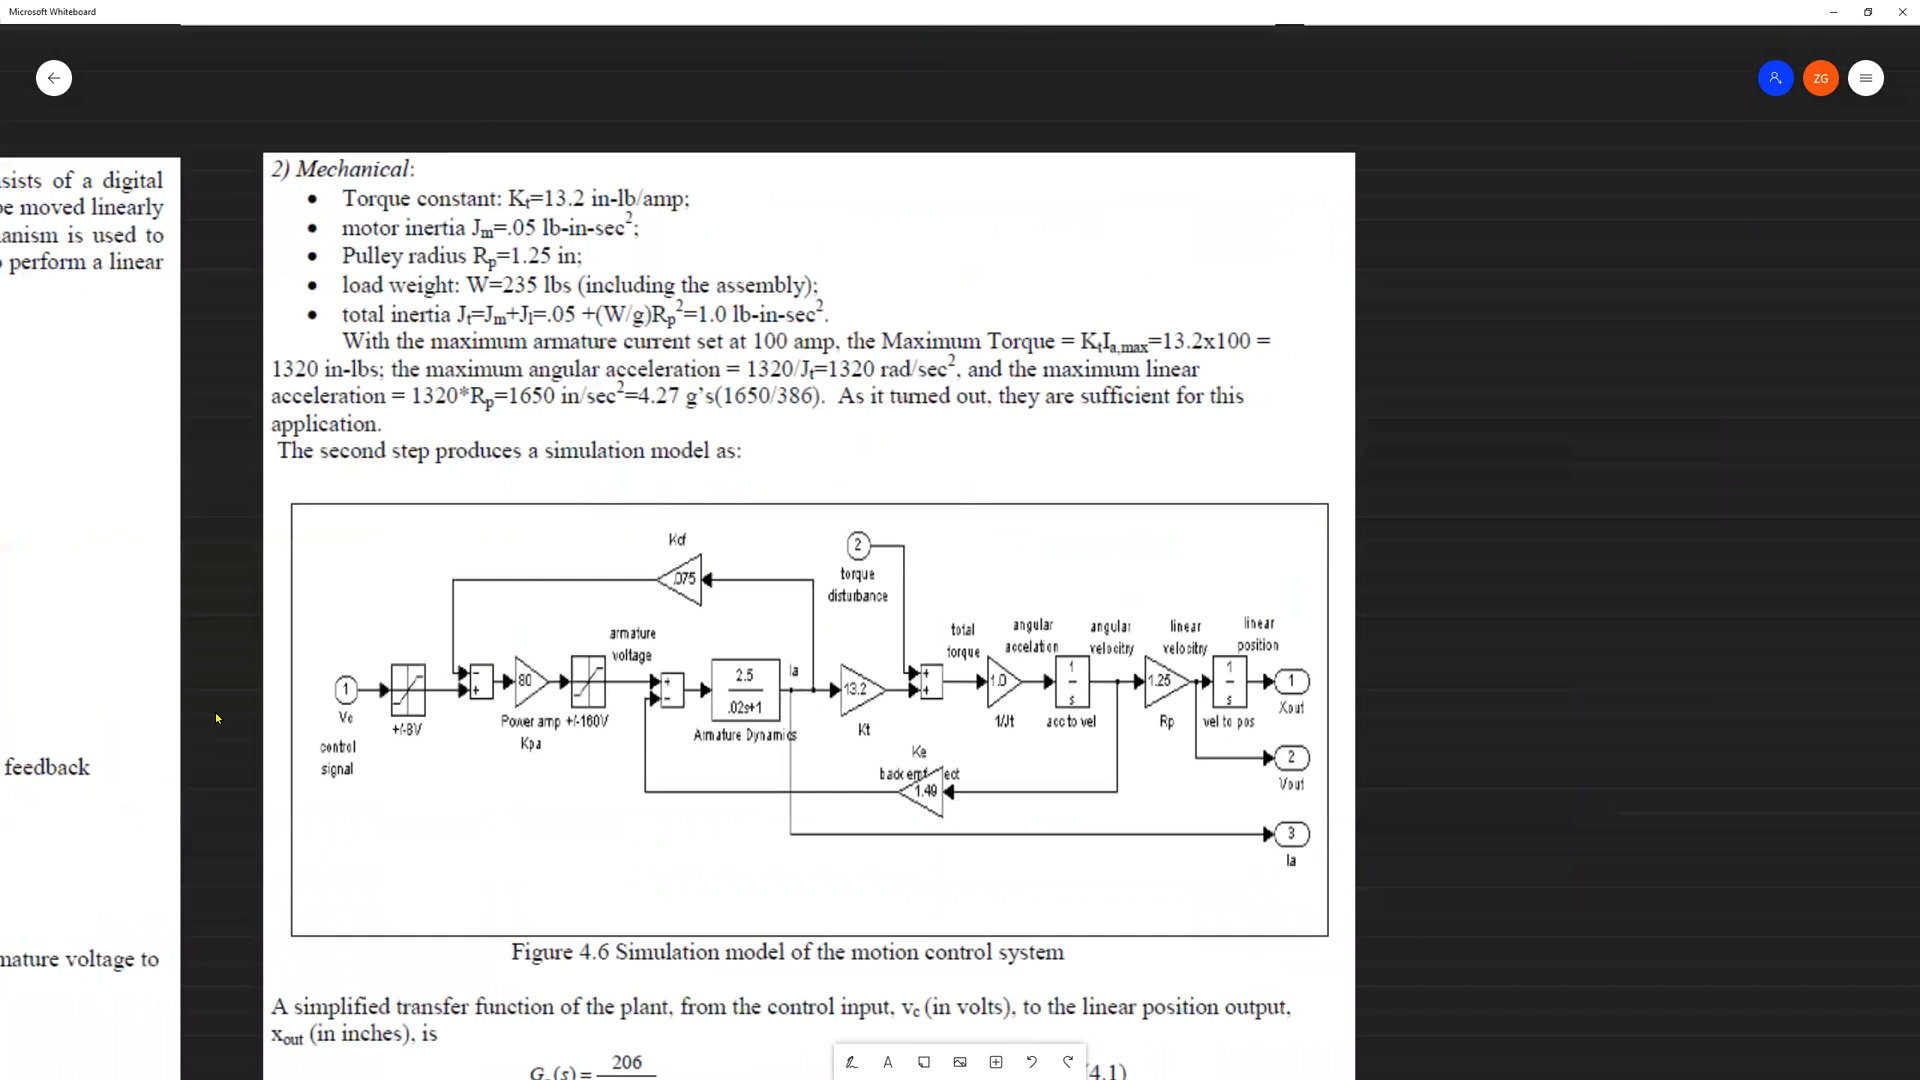 Microsoft Whiteboard
ZG
sists of a digital
be moved linearly
anism is used to
perform a linear
feedback
mature voltage to
2) Mechanical:
• Torque constant: Kt=13.2 in-lb/amp;
• motor inertia Jm=.05 lb-in-sec2;
• Pulley radius Rp=1.25 in;
• load weight: W=235 lbs (including the assembly);
• total inertia Jt=Jm+Jl=.05 +(W/g)Rp2=1.0 lb-in-sec2.
With the maximum armature current set at 100 amp, the Maximum Torque = KtIa,max=13.2x100 =
1320 in-lbs; the maximum angular acceleration = 1320/Jt=1320 rad/sec2, and the maximum linear
acceleration = 1320*Rp=1650 in/sec2=4.27 g's(1650/386). As it turned out, they are sufficient for this
application.
The second step produces a simulation model as:
Kcf
.075
2
torque
disturbance
armature
voltage
total
torque
angular
accelation
angular
velocitry
linear
velocitry
linear
position
1
Vc
control
signal
+/-8V
- +
80
Power amp
Kpa
+/-160V
+ -
2.5
.02s+1
Armature Dynamics
Ia
13.2
Kt
+ +
1.0
1/Jt
1
s
acc to vel
1.25
Rp
1
s
vel to pos
1
Xout
2
Vout
Ke
back emf ect
1.49
3
Ia
Figure 4.6 Simulation model of the motion control system
A simplified transfer function of the plant, from the control input, vc (in volts), to the linear position output,
xout (in inches), is
206
(s) =
4.1)